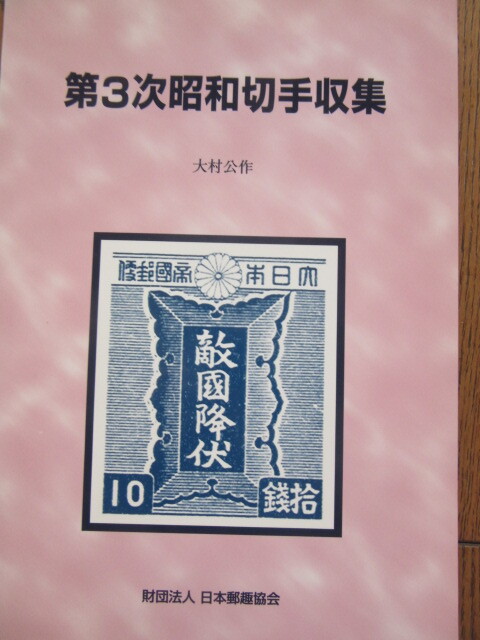 第3次昭和切手収集
大村公作
便郵國帝 本日大
敵國降伏
10 錢拾
財団法人 日本郵趣協会